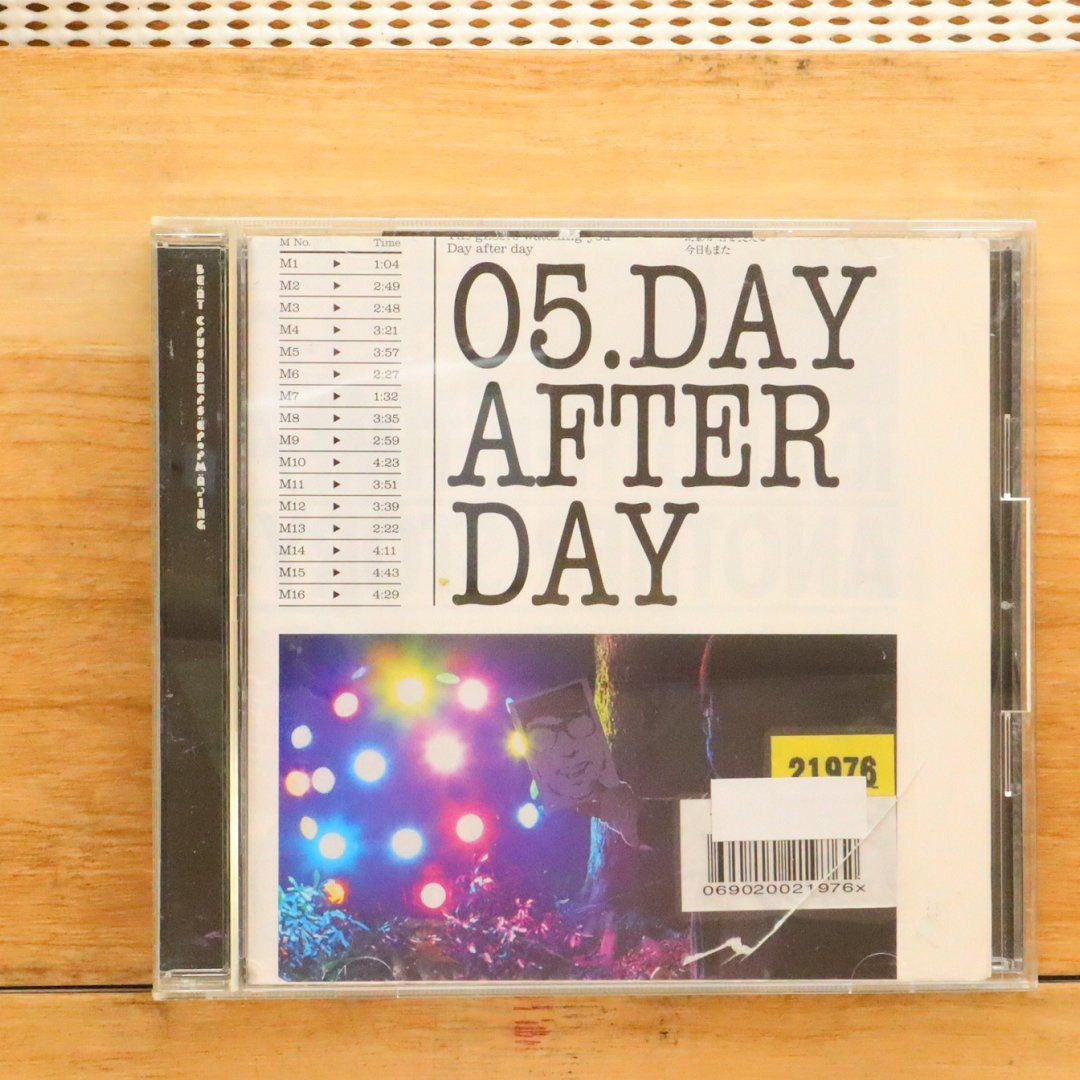 BEAT CRUSADERS:P.O.P.M.A.ING
M No. Time
M1 ▶ 1:04
M2 ▶ 2:49
M3 ▶ 2:48
M4 ▶ 3:21
M5 ▶ 3:57
M6 ▶ 2:27
M7 ▶ 1:32
M8 ▶ 3:35
M9 ▶ 2:59
M10 ▶ 4:23
M11 ▶ 3:51
M12 ▶ 3:39
M13 ▶ 2:22
M14 ▶ 4:11
M15 ▶ 4:43
M16 ▶ 4:29
Day after day
今日もまた
05.DAY
AFTER
DAY
21976
069020021976x